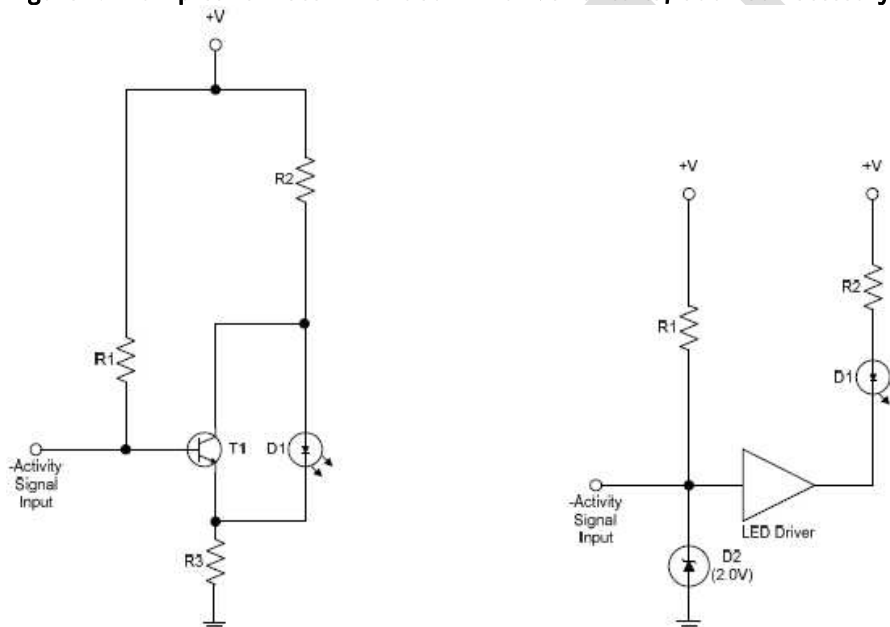 +V
R2
R1
T1
D1
-Activity
Signal
Input
R3
+V
+V
R2
R1
D1
-Activity
Signal
Input
LED Driver
D2
(2.0V)